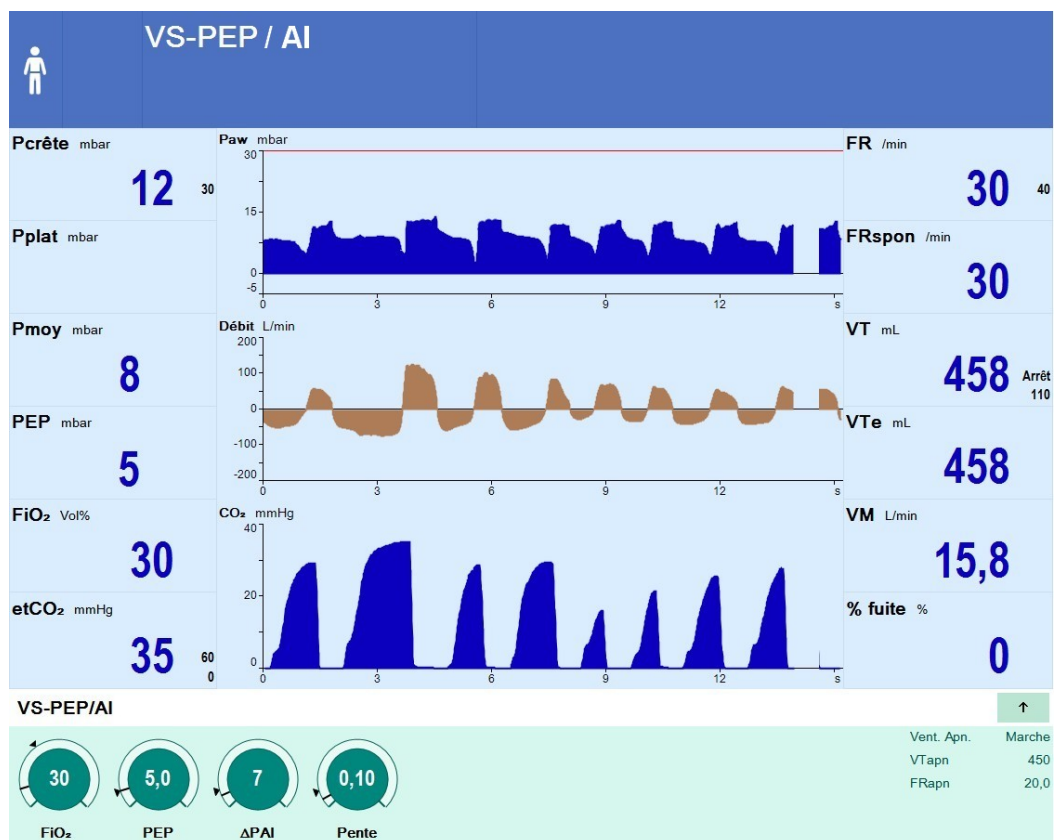 VS-PEP / AI
Pcrête mbar
12 30
Pplat mbar
Pmoy mbar
8
PEP mbar
5
FiO₂ Vol%
30
etCO₂ mmHg
35 60
0
Paw mbar
30
15
0
-5
0 3 6 9 12 s
Débit L/min
200
100
0
-100
-200
0 3 6 9 12 s
CO₂ mmHg
40
20
0
0 3 6 9 12 s
FR /min
30 40
FRspon /min
30
VT mL
458 Arrêt
110
VTe mL
458
VM L/min
15,8
% fuite %
0
VS-PEP/AI
↑
30 5,0 7 0,10
FiO₂ PEP ΔPAI Pente
Vent. Apn. Marche
VTapn 450
FRapn 20,0